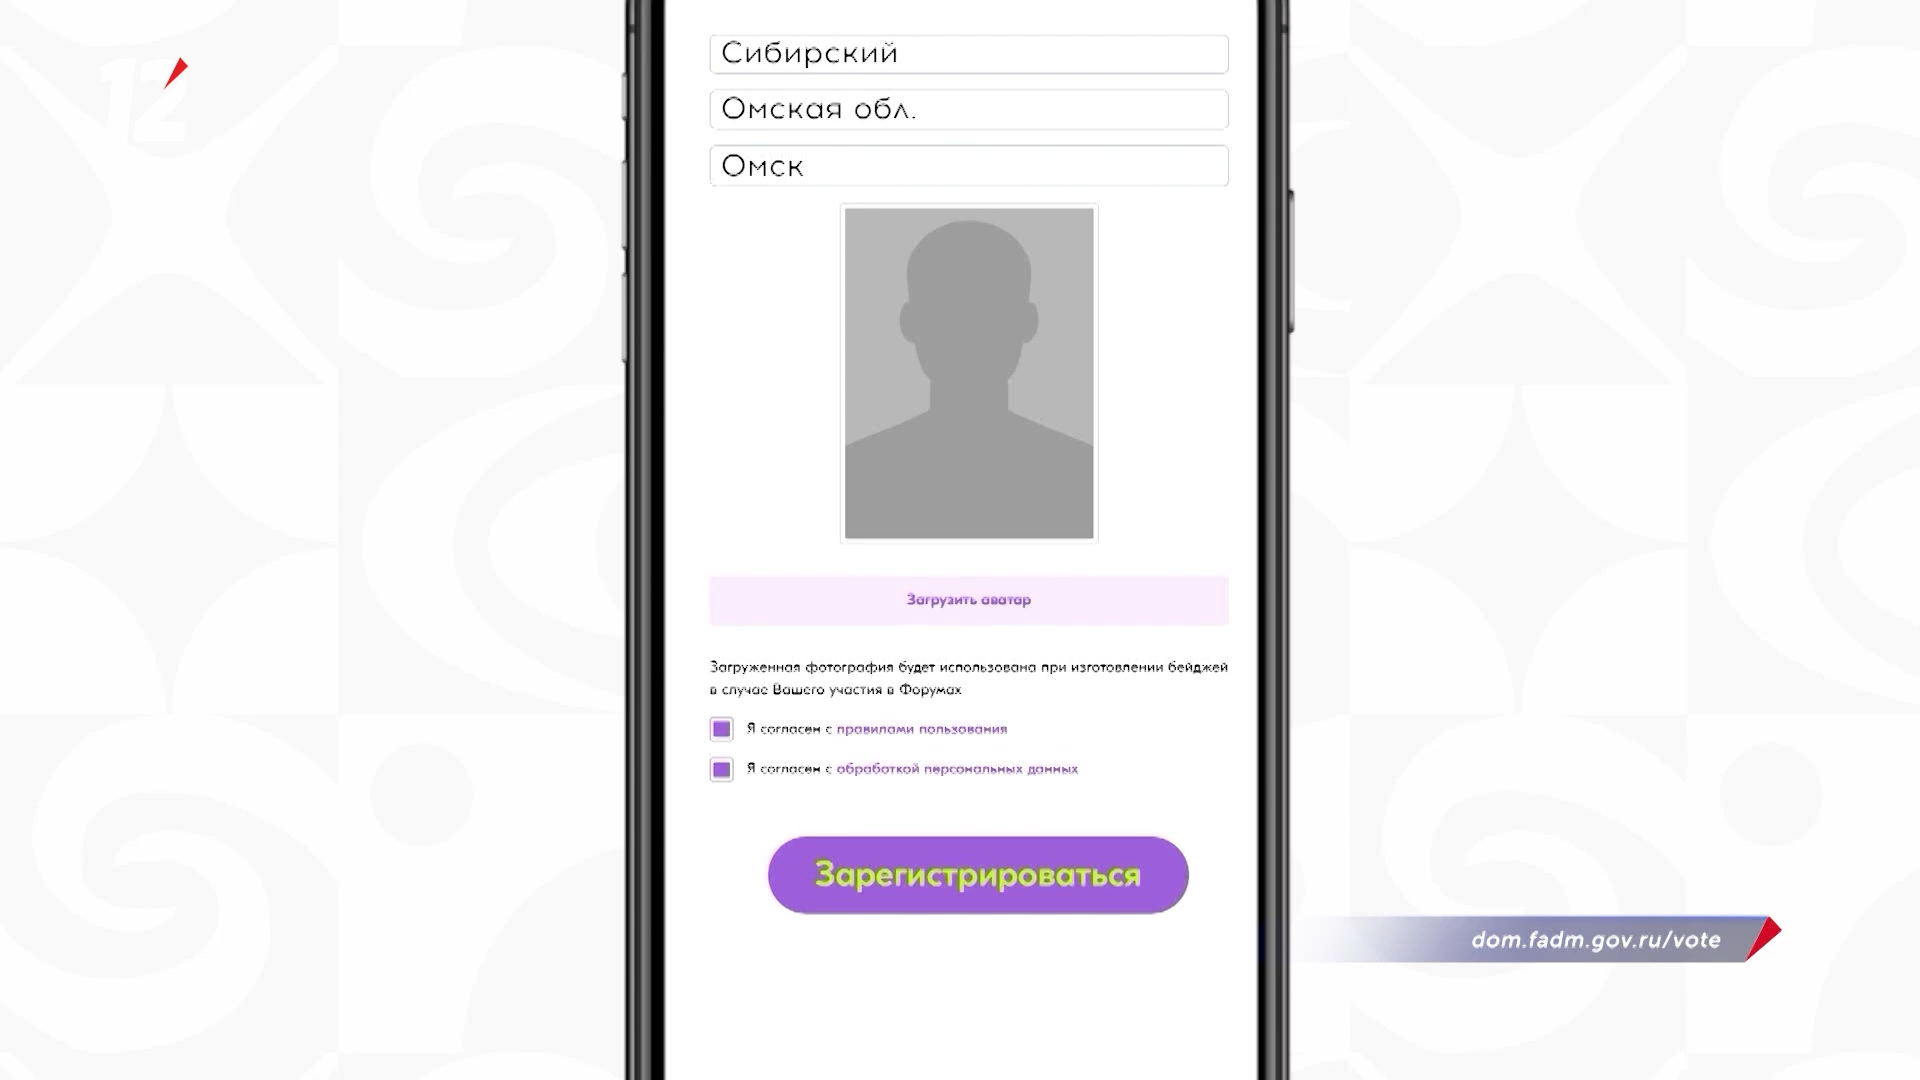 12
Сибирский
Омская обл.
Омск
Загрузить аватар
Загруженная фотография будет использована при изготовлении бейджей
в случае Вашего участия в Форумах
Я согласен с правилами пользования
Я согласен с обработкой персональных данных
Зарегистрироваться
dom.fadm.gov.ru/vote